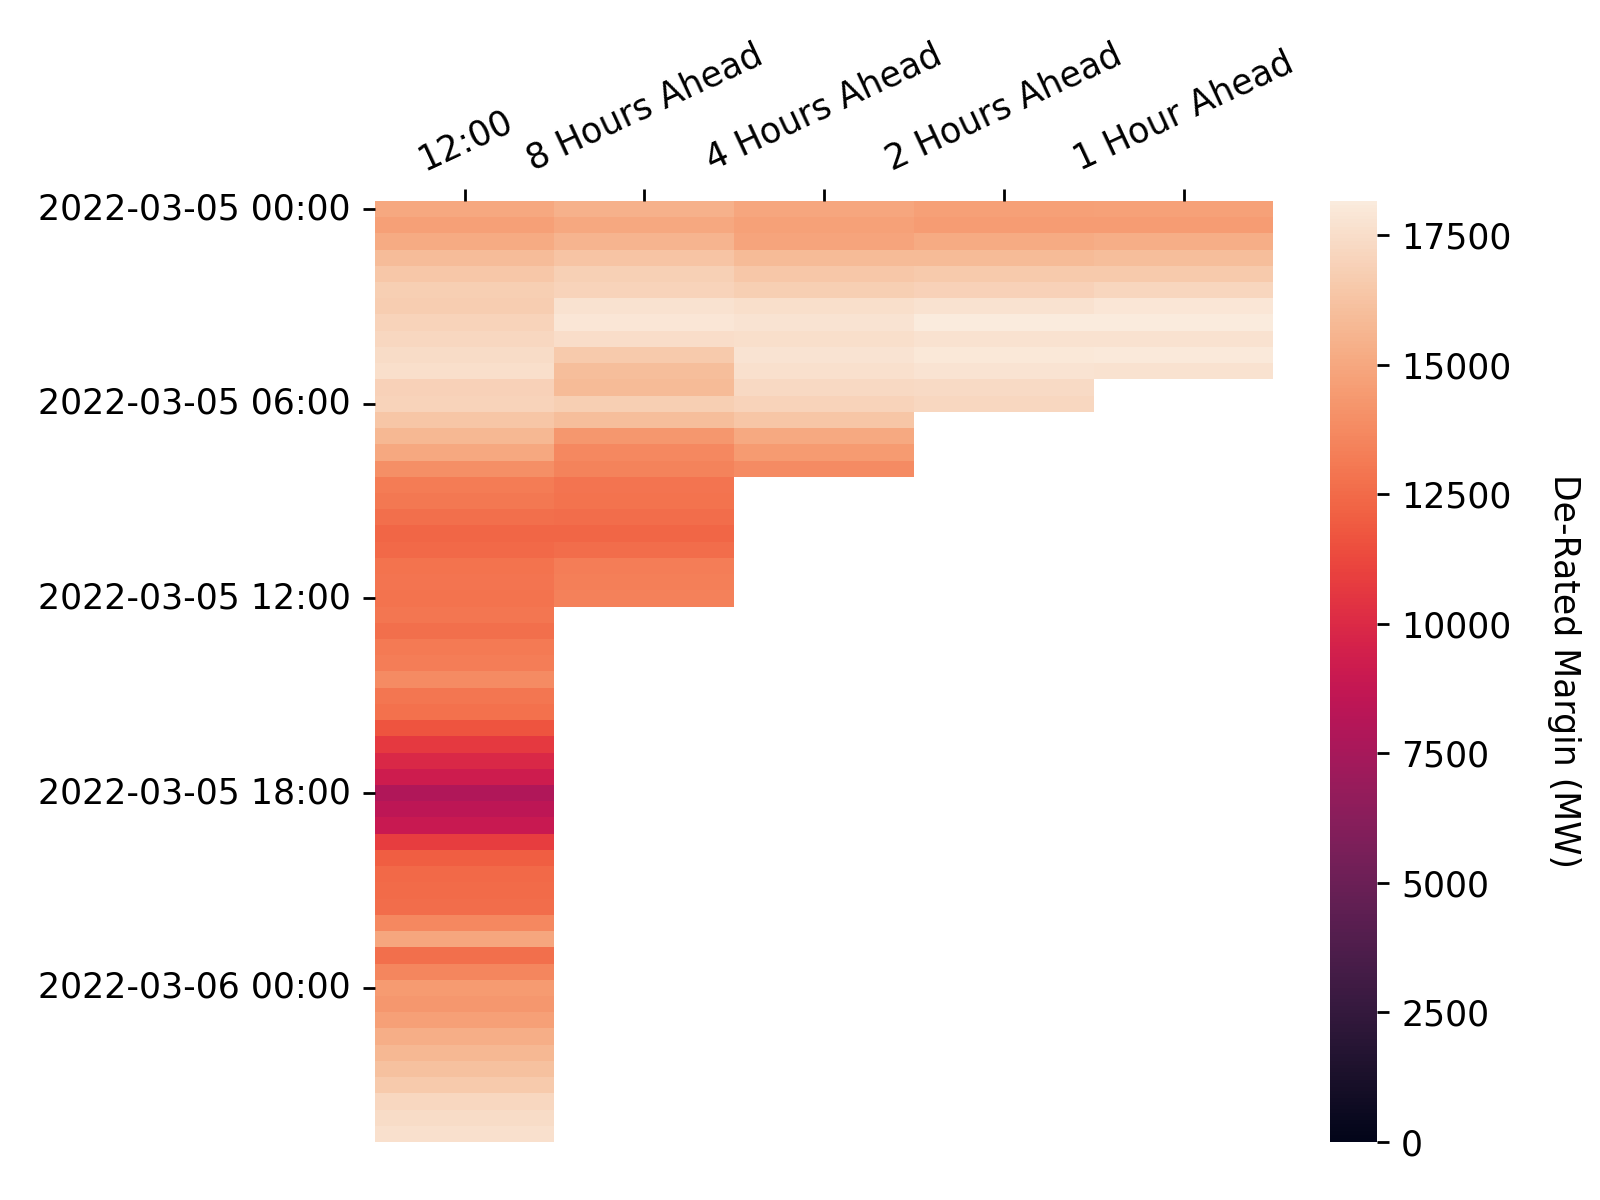 12:00
8 Hours Ahead
4 Hours Ahead
2 Hours Ahead
1 Hour Ahead
2022-03-05 00:00
2022-03-05 06:00
2022-03-05 12:00
2022-03-05 18:00
2022-03-06 00:00
17500
15000
12500
10000
7500
5000
2500
0
De-Rated Margin (MW)